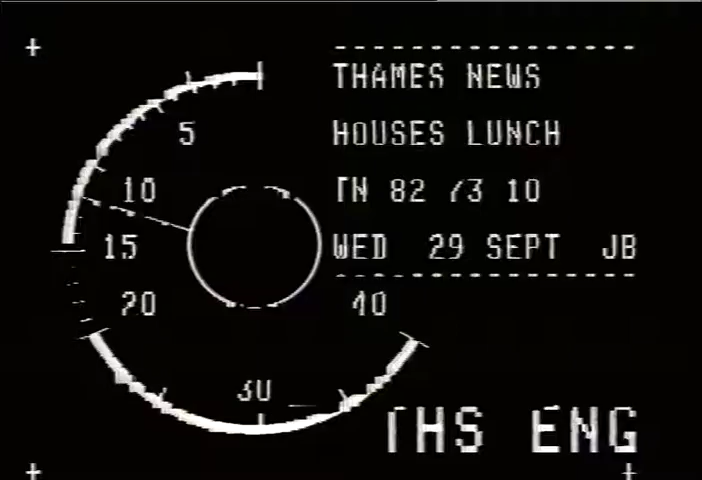 THAMES NEWS
5
HOUSES LUNCH
10
TN 82 73 10
15
WED 29 SEPT JB
20
40
30
THS ENG